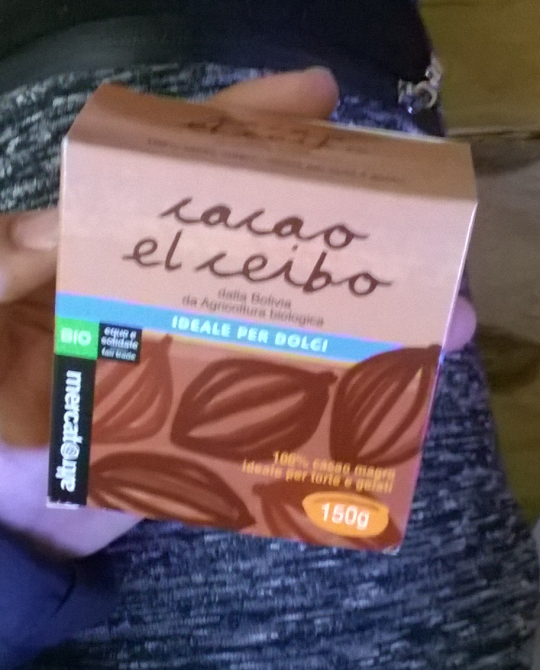 cacao
el ceibo
dalla Bolivia
da Agricoltura biologica
IDEALE PER DOLCI
BIO
equo e
solidale
fair trade
100% cacao magro
ideale per torte e gelati
150g